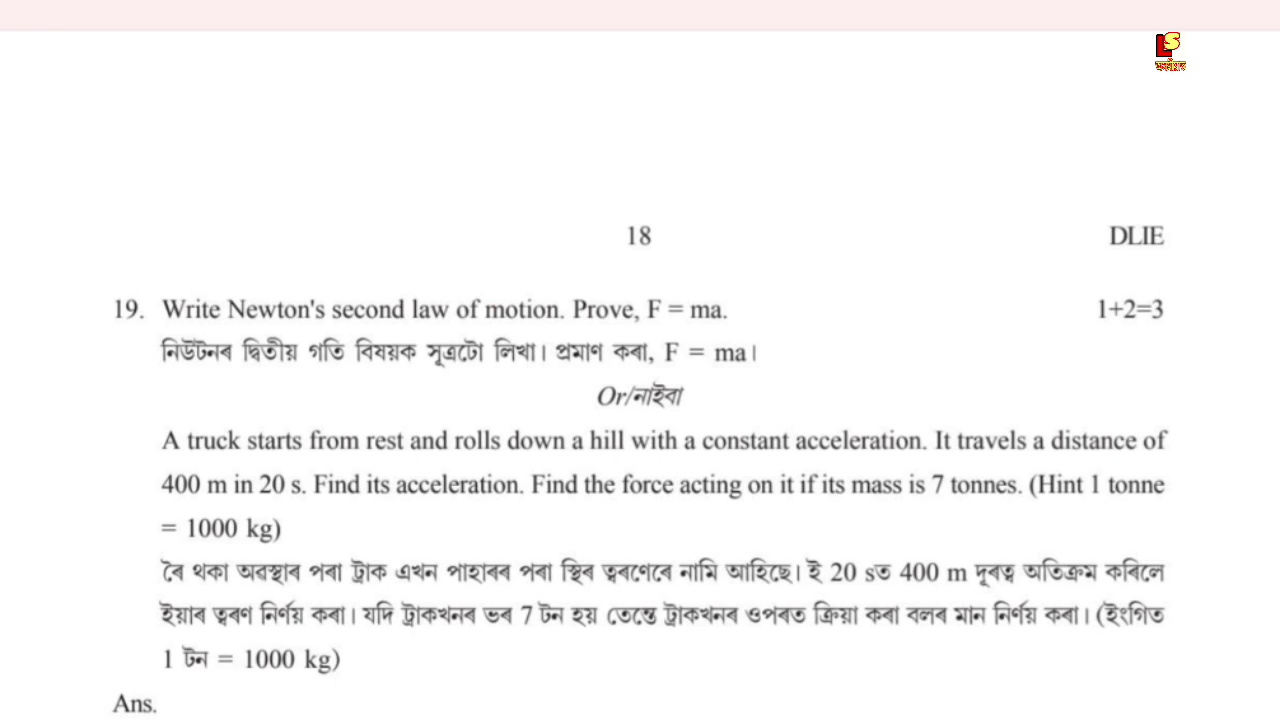 LS
18 DLIE
19. Write Newton's second law of motion. Prove, F = ma. 1+2=3
নিউটনৰ দ্বিতীয় গতি বিষয়ক সূত্ৰটো লিখা। প্ৰমাণ কৰা, F = ma।
Or/নাইবা
A truck starts from rest and rolls down a hill with a constant acceleration. It travels a distance of
400 m in 20 s. Find its acceleration. Find the force acting on it if its mass is 7 tonnes. (Hint 1 tonne
= 1000 kg)
ৰৈ থকা অৱস্থাৰ পৰা ট্ৰাক এখন পাহাৰৰ পৰা স্থিৰ ত্বৰণেৰে নামি আহিছে। ই 20 sত 400 m দূৰত্ব অতিক্ৰম কৰিলে
ইয়াৰ ত্বৰণ নিৰ্ণয় কৰা। যদি ট্ৰাকখনৰ ভৰ 7 টন হয় তেন্তে ট্ৰাকখনৰ ওপৰত ক্ৰিয়া কৰা বলৰ মান নিৰ্ণয় কৰা। (ইংগিত
1 টন = 1000 kg)
Ans.